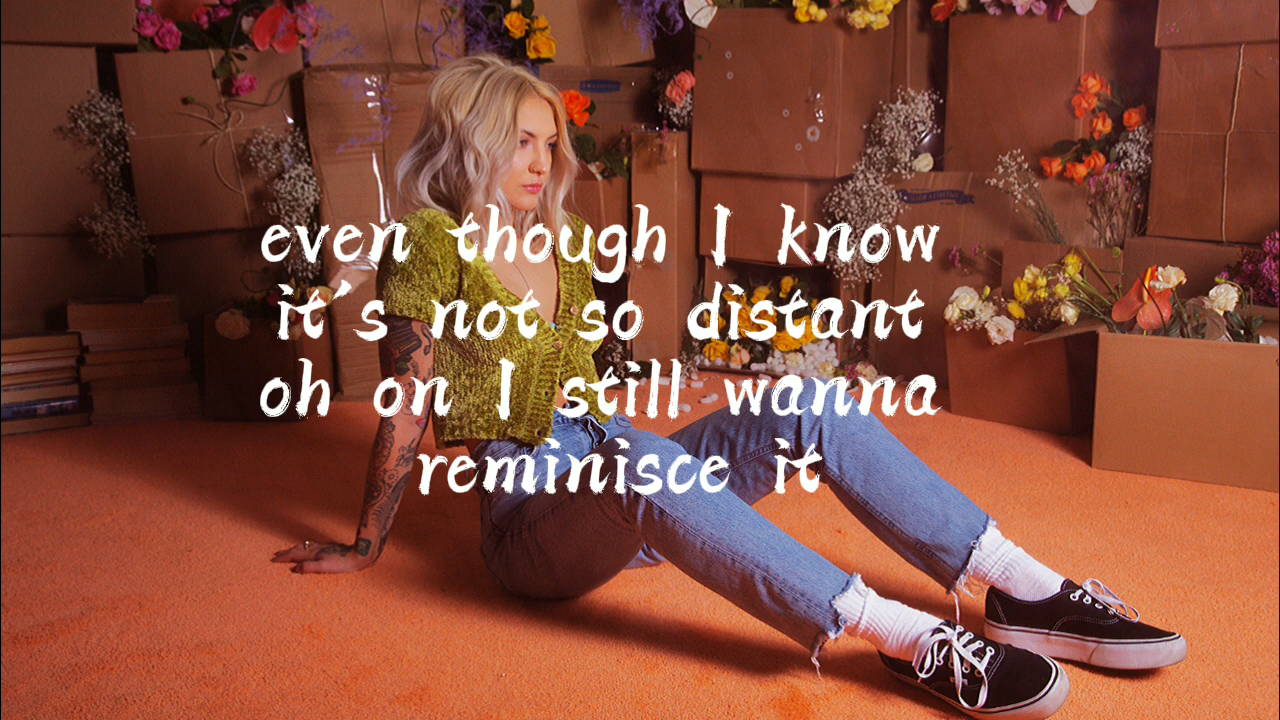 even though I know
it's not so distant
oh on I still wanna
reminisce it